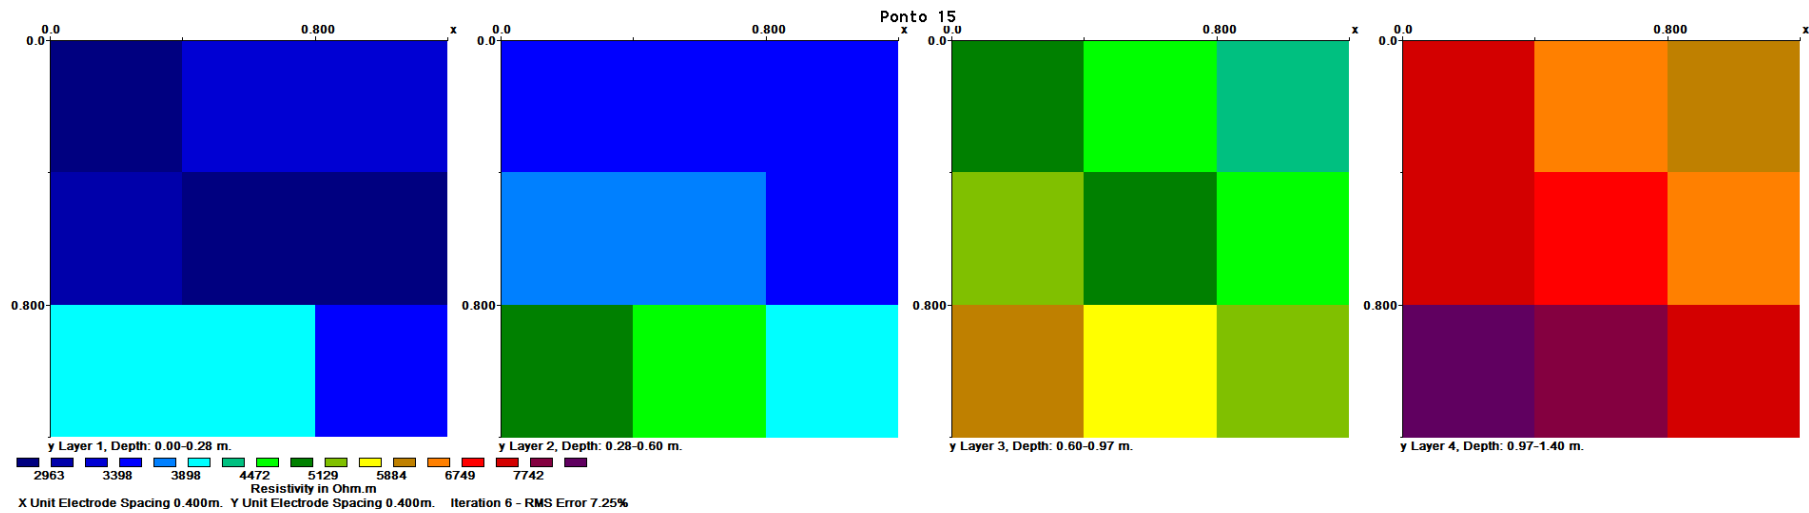 Ponto 15
0.0 0.800 x 0.0 0.800 x 0.0 0.800 x 0.0 0.800 x
0.0 0.0 0.0 0.0
0.800 0.800 0.800 0.800
y Layer 1, Depth: 0.00-0.28 m. y Layer 2, Depth: 0.28-0.60 m. y Layer 3, Depth: 0.60-0.97 m. y Layer 4, Depth: 0.97-1.40 m.
2963 3398 3898 4472 5129 5884 6749 7742
Resistivity in Ohm.m
X Unit Electrode Spacing 0.400m. Y Unit Electrode Spacing 0.400m. Iteration 6 - RMS Error 7.25%